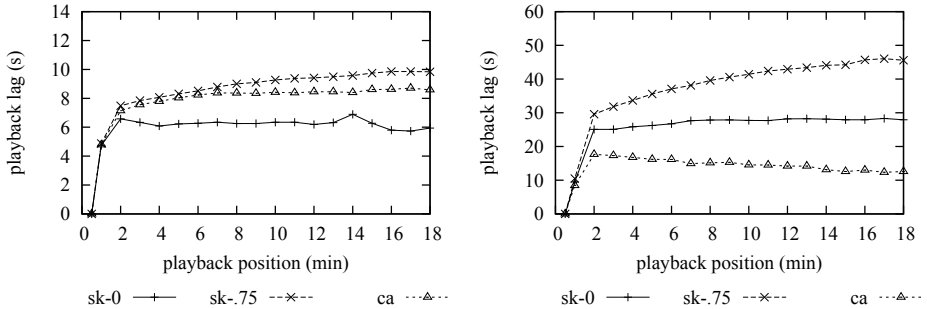 playback lag (s)
14
12
10
8
6
4
2
0
0 2 4 6 8 10 12 14 16 18
playback position (min)
sk-0 sk-.75 ca
playback lag (s)
60
50
40
30
20
10
0
0 2 4 6 8 10 12 14 16 18
playback position (min)
sk-0 sk-.75 ca